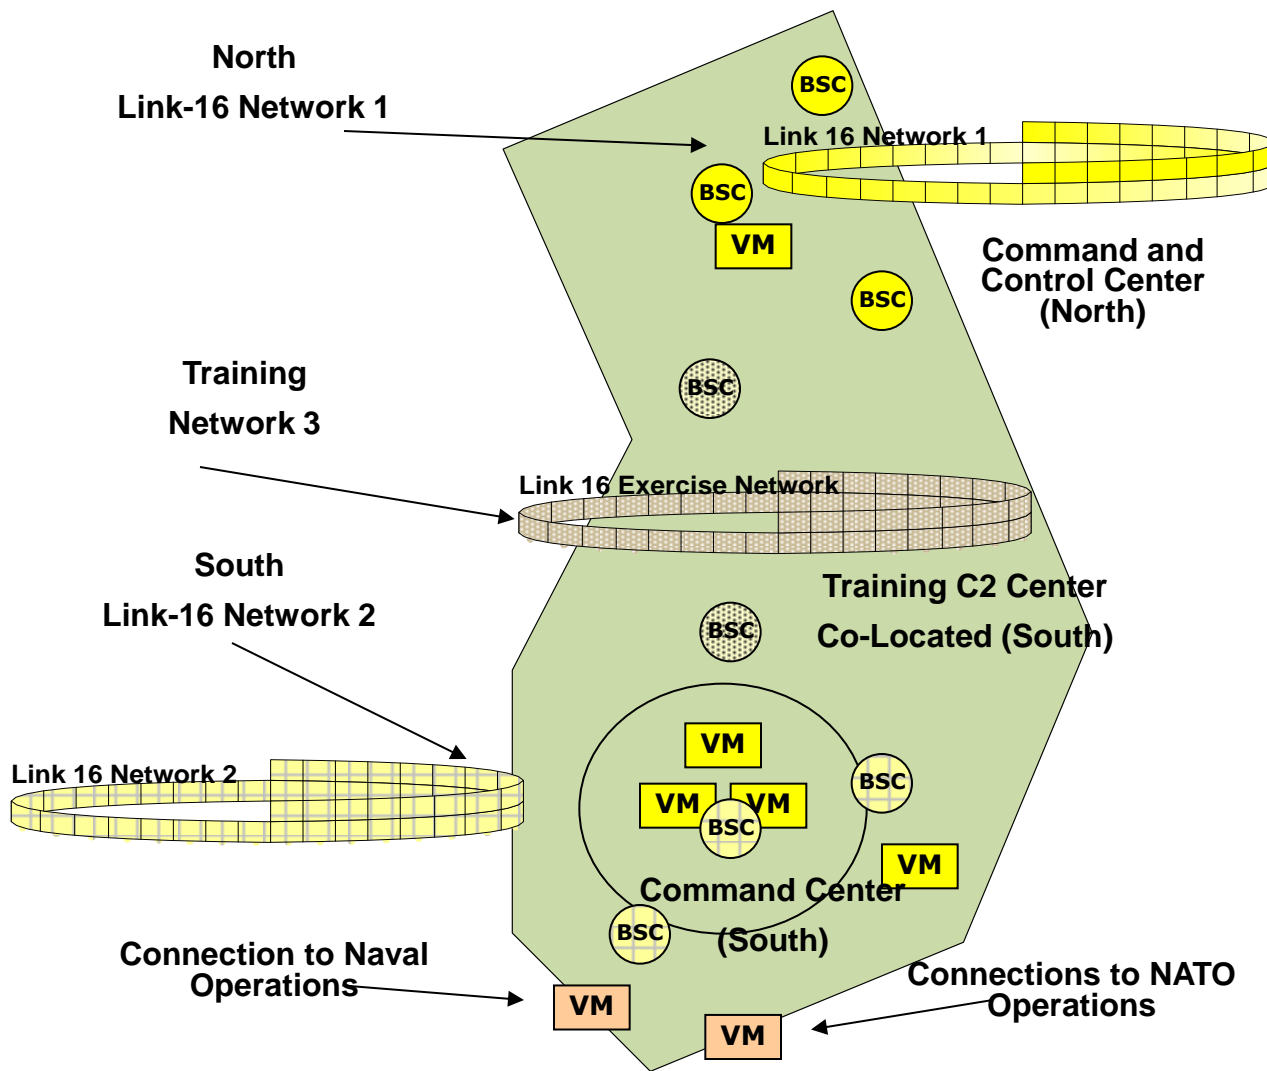 North
Link-16 Network 1
BSC
Link 16 Network 1
BSC
VM
Command and
Control Center
(North)
BSC
Training
Network 3
BSC
Link 16 Exercise Network
South
Link-16 Network 2
Training C2 Center
Co-Located (South)
BSC
VM
Link 16 Network 2
BSC
VM
VM
BSC
VM
Command Center
(South)
BSC
Connection to Naval
Operations
Connections to NATO
Operations
VM
VM